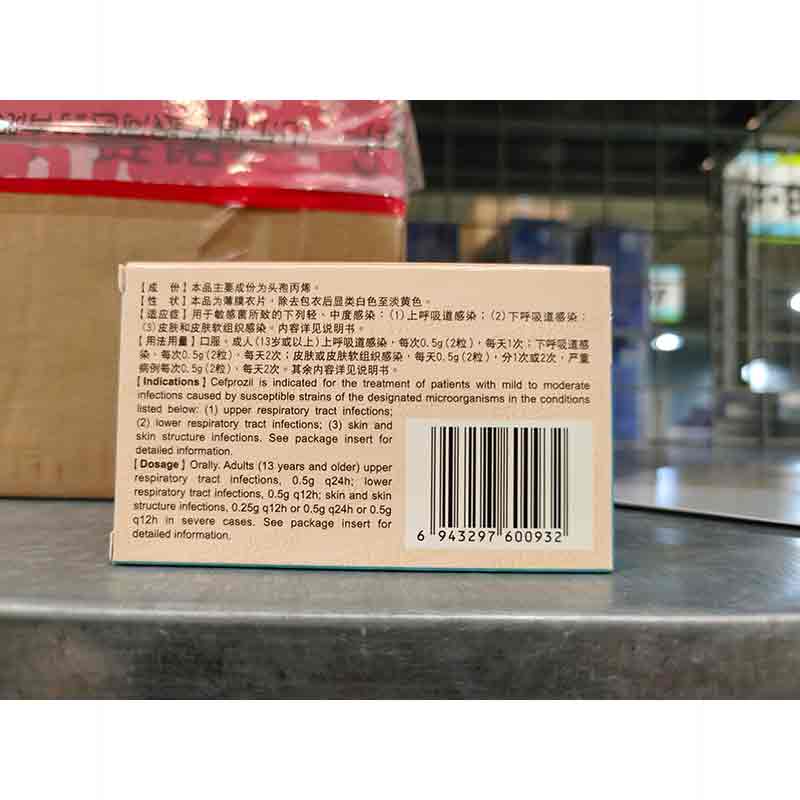 【成　份】本品主要成份为头孢丙烯。
【性　状】本品为薄膜衣片，除去包衣后显类白色至淡黄色。
【适应症】用于敏感菌所致的下列轻、中度感染：(1)上呼吸道感染；(2)下呼吸道感染；
(3)皮肤和皮肤软组织感染。内容详见说明书。
【用法用量】口服。成人(13岁或以上)上呼吸道感染，每次0.5g(2粒)，每天1次；下呼吸道感
染，每次0.5g(2粒)，每天2次；皮肤或皮肤软组织感染，每天0.5g(2粒)，分1次或2次，严重
病例每次0.5g(2粒)，每天2次。其余内容详见说明书。
【Indications】Cefprozil is indicated for the treatment of patients with mild to moderate
infections caused by susceptible strains of the designated microorganisms in the conditions
listed below: (1) upper respiratory tract infections;
(2) lower respiratory tract infections; (3) skin and
skin structure infections. See package insert for
detailed information.
【Dosage】Orally. Adults (13 years and older) upper
respiratory tract infections, 0.5g q24h; lower
respiratory tract infections, 0.5g q12h; skin and skin
structure infections, 0.25g q12h or 0.5g q24h or 0.5g
q12h in severe cases. See package insert for
detailed information.
6 943297 600932